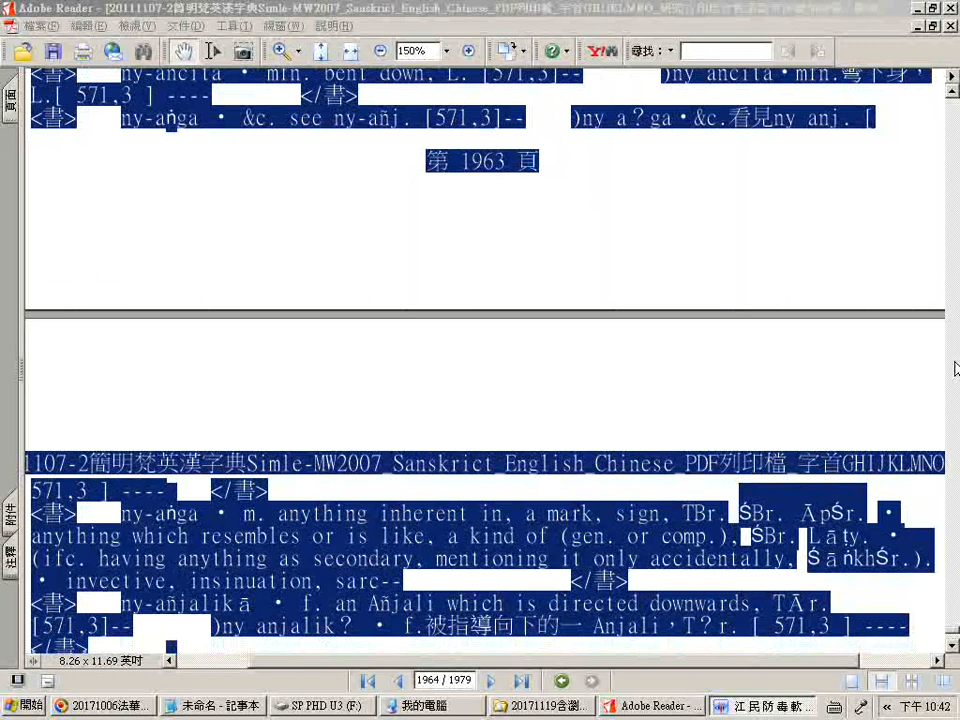 Adobe Reader - [20111107-2簡明梵英漢字典Simle-MW2007_Sanskrict_English_Chinese_PDF列印檔_字首GHIJKLMNO
檔案(F) 編輯(E) 檢視(V) 文件(D) 工具(T) 視窗(W) 說明(H)
150% Y! 尋找：
頁面
<書> ny-ancita • mfn. bent down, L. [571,3]-- )ny ancita•mfn.彎下身，
L.[ 571,3 ] ---- </書>
<書> ny-aṅga • &c. see ny-añj. [571,3]-- )ny a？ga•&c.看見ny anj. [
第 1963 頁
1107-2簡明梵英漢字典Simle-MW2007_Sanskrict_English_Chinese_PDF列印檔_字首GHIJKLMNO
571,3 ] ---- </書>
<書> ny-aṅga • m. anything inherent in, a mark, sign, TBr. ŚBr. ĀpŚr. •
anything which resembles or is like, a kind of (gen. or comp.), ŚBr. Lāṭy. •
(ifc. having anything as secondary, mentioning it only accidentally, ŚāṅkhŚr.).
• invective, insinuation, sarc-- </書>
<書> ny-añjalikā • f. an Añjali which is directed downwards, TĀr.
[571,3]-- )ny anjalik？ • f.被指導向下的一 Anjali，T？r. [ 571,3 ] -----
</書>
附件
注釋
8.26 x 11.69 英吋
1964 / 1979
開始 20171006法華... 未命名 - 記事本 SP PHD U3 (F:) 我的電腦 20171119含瀏... Adobe Reader -... 江民防毒軟... 下午 10:42